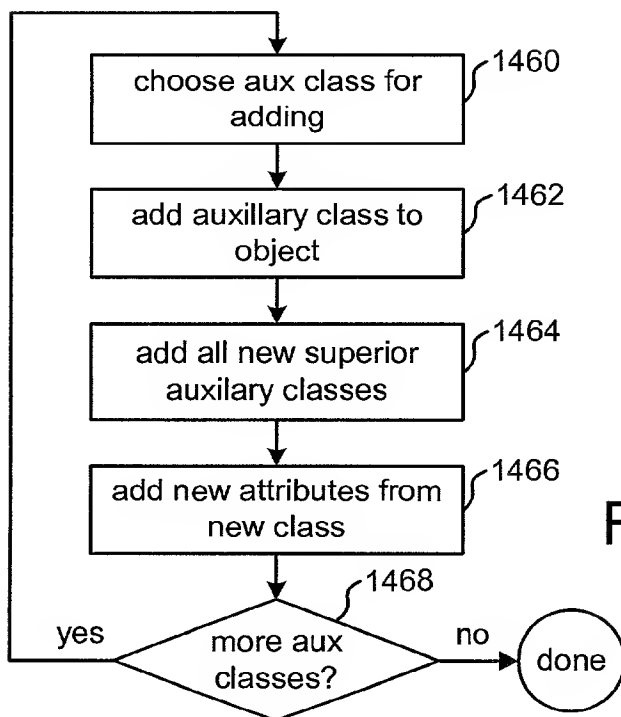 choose aux class for
adding
1460
add auxillary class to
object
1462
add all new superior
auxilary classes
1464
add new attributes from
new class
1466
F
1468
yes
more aux
classes?
no
done